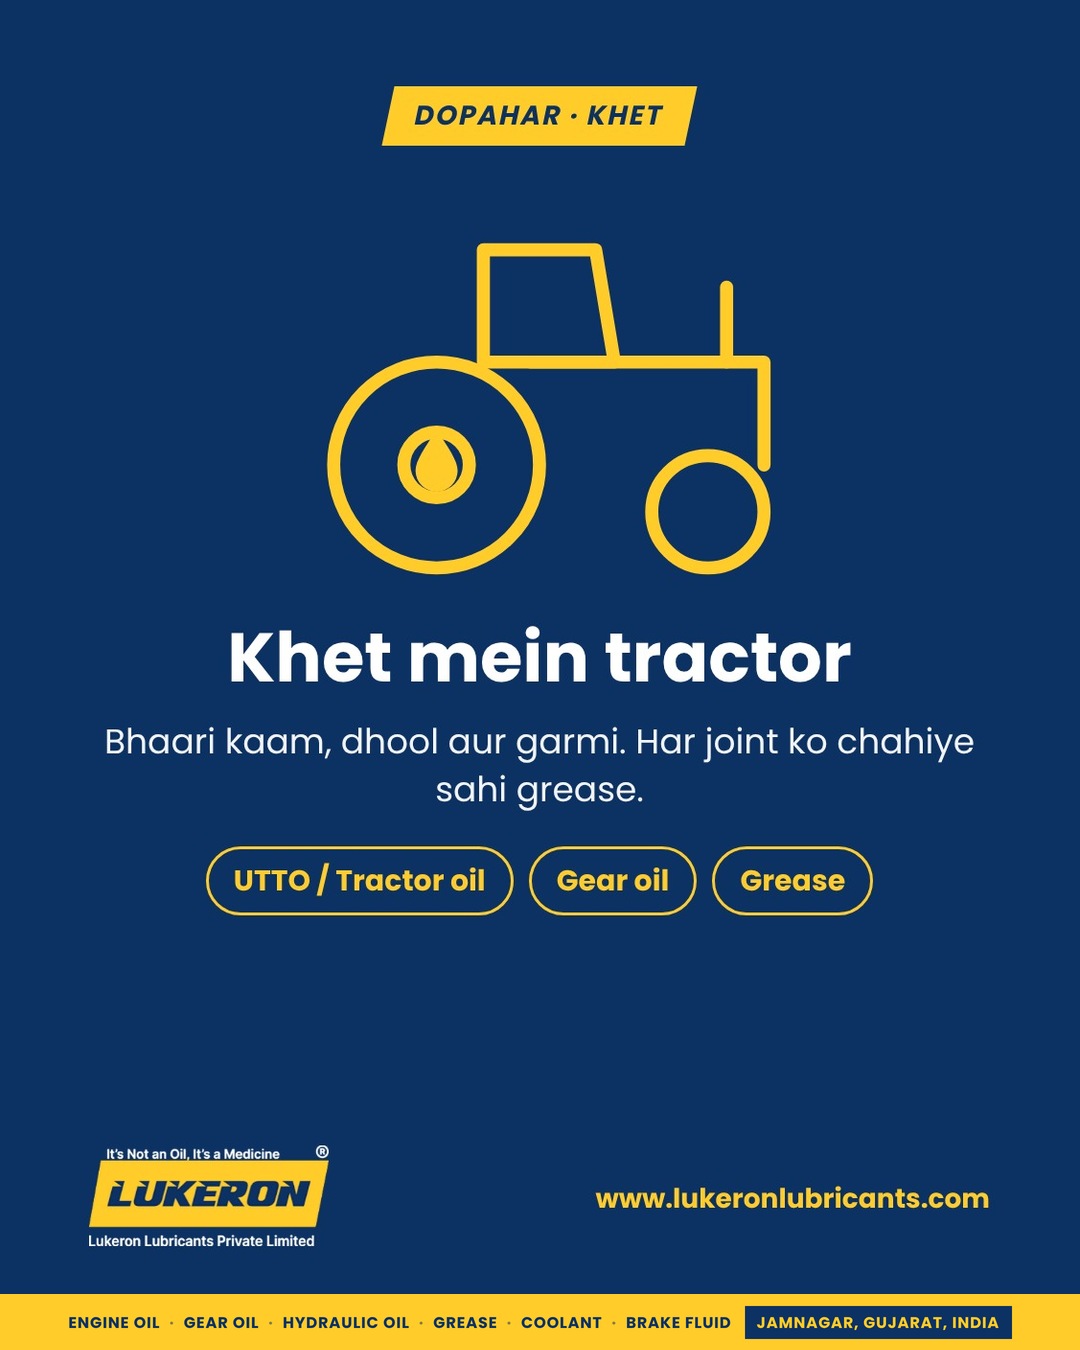 DOPAHAR · KHET
Khet mein tractor
Bhaari kaam, dhool aur garmi. Har joint ko chahiye
sahi grease.
UTTO / Tractor oil
Gear oil
Grease
It's Not an Oil, It's a Medicine ®
LUKERON
Lukeron Lubricants Private Limited
www.lukeronlubricants.com
ENGINE OIL · GEAR OIL · HYDRAULIC OIL · GREASE · COOLANT · BRAKE FLUID JAMNAGAR, GUJARAT, INDIA